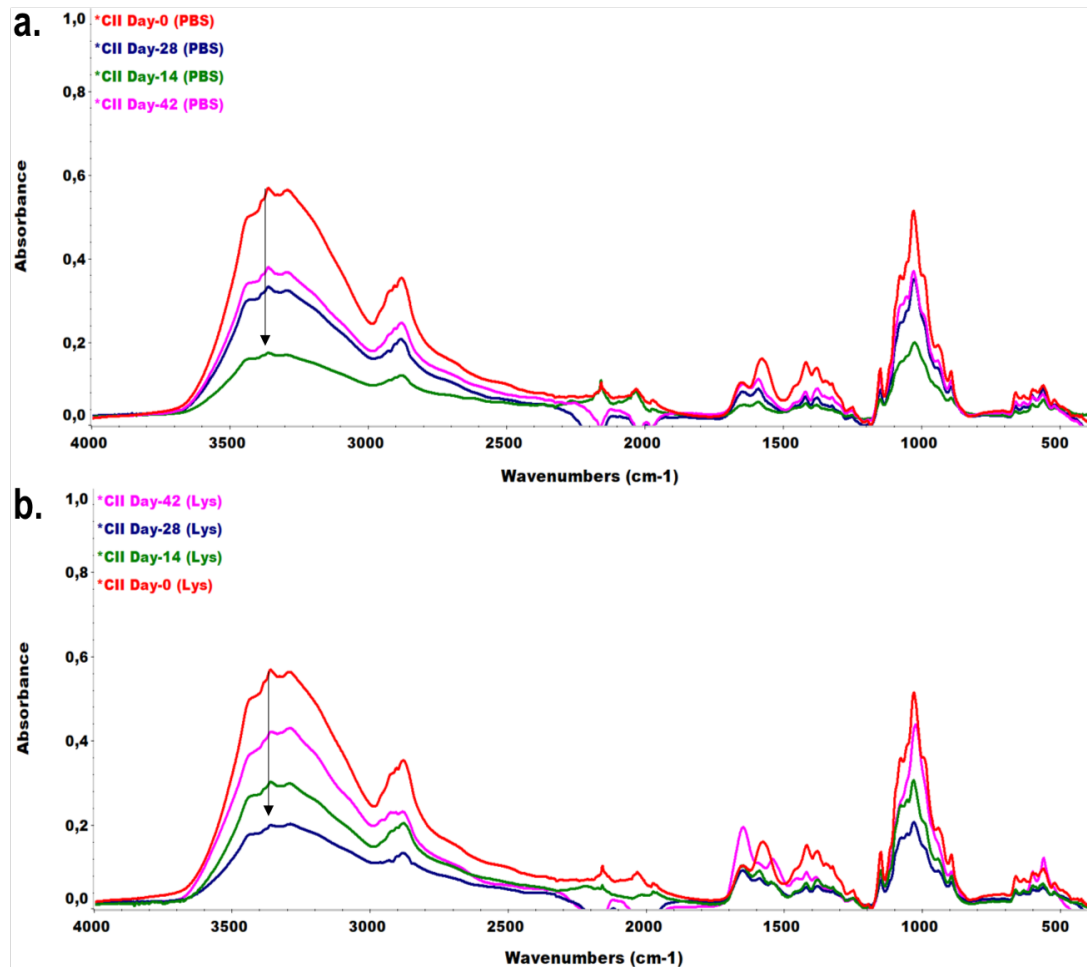 a.
1,0
*CII Day-0 (PBS)
*CII Day-28 (PBS)
0,8
*CII Day-14 (PBS)
*CII Day-42 (PBS)
0,6
Absorbance
0,4
0,2
0,0
4000 3500 3000 2500 2000 1500 1000 500
Wavenumbers (cm-1)
b.
1,0
*CII Day-42 (Lys)
*CII Day-28 (Lys)
*CII Day-14 (Lys)
0,8
*CII Day-0 (Lys)
0,6
Absorbance
0,4
0,2
0,0
4000 3500 3000 2500 2000 1500 1000 500
Wavenumbers (cm-1)